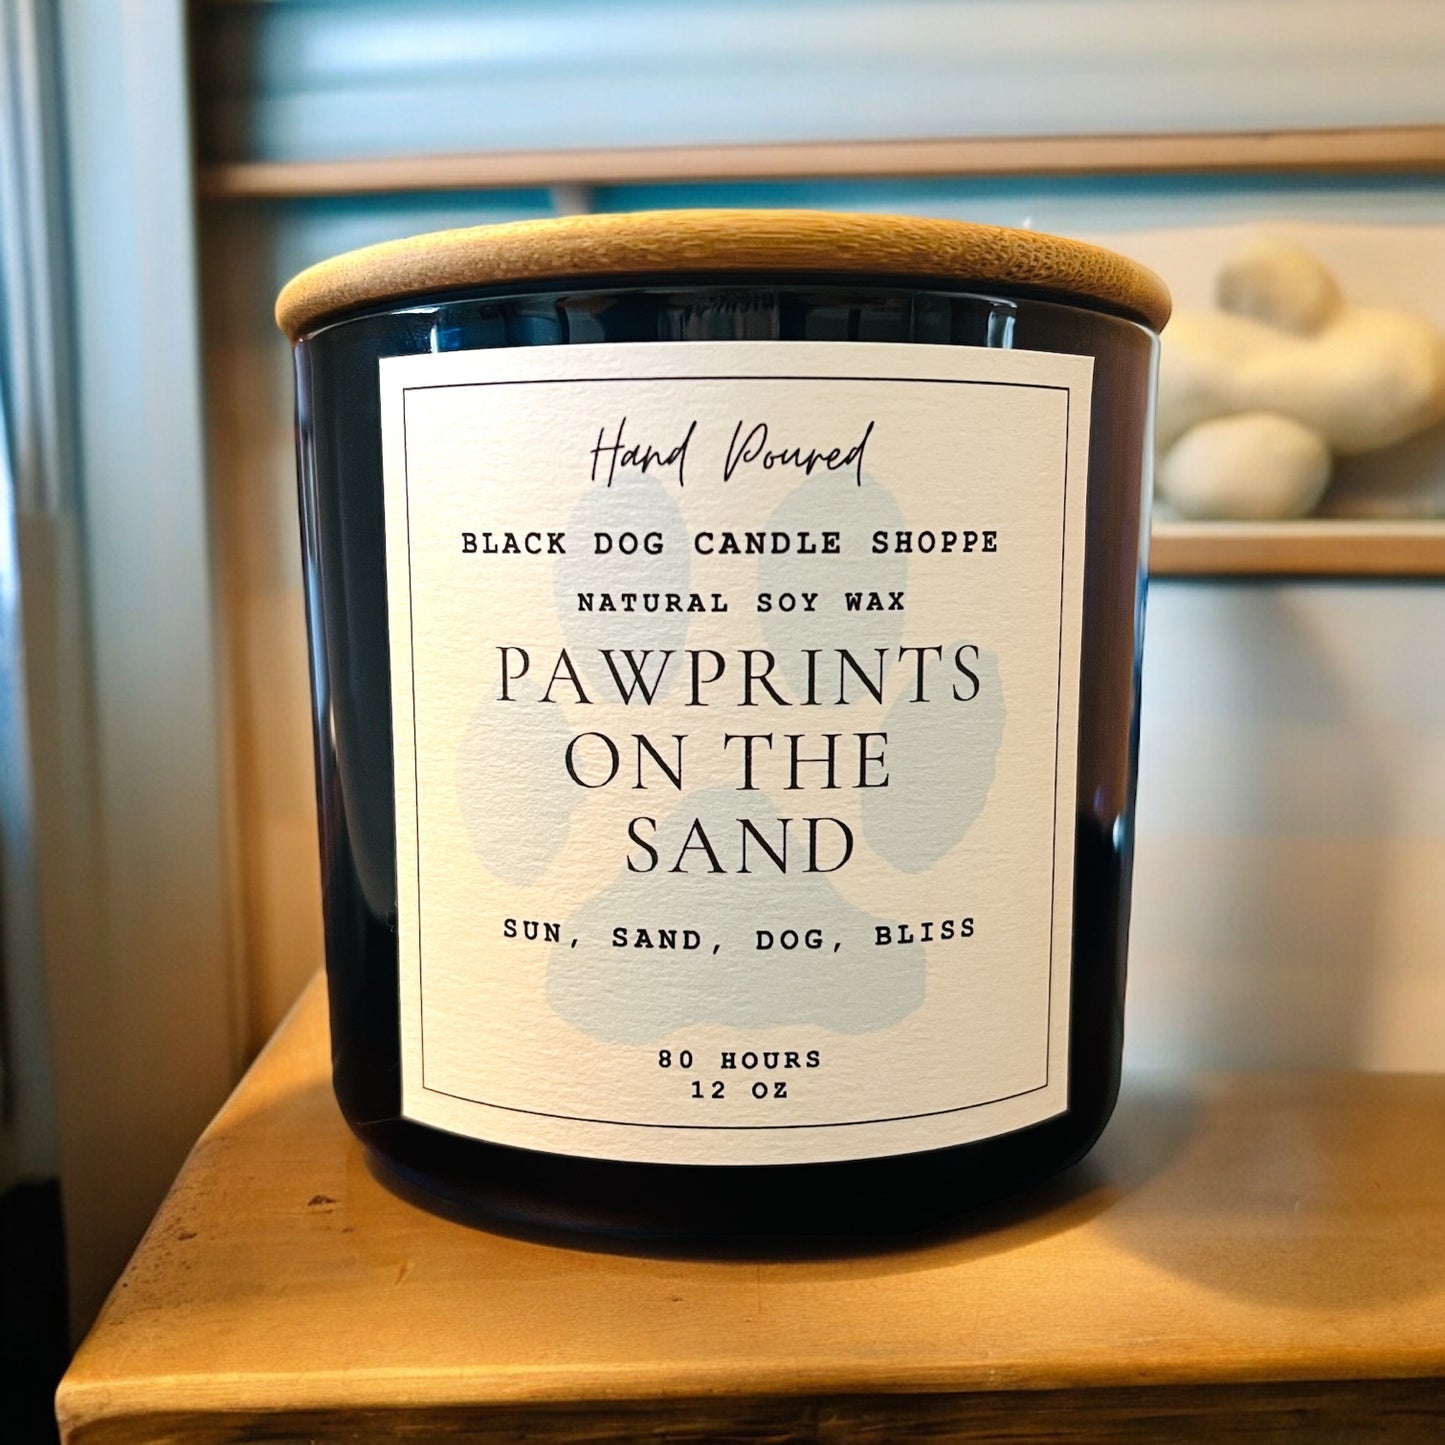 Hand Poured
BLACK DOG CANDLE SHOPPE
NATURAL SOY WAX
PAWPRINTS
ON THE
SAND
SUN, SAND, DOG, BLISS
80 HOURS
12 OZ